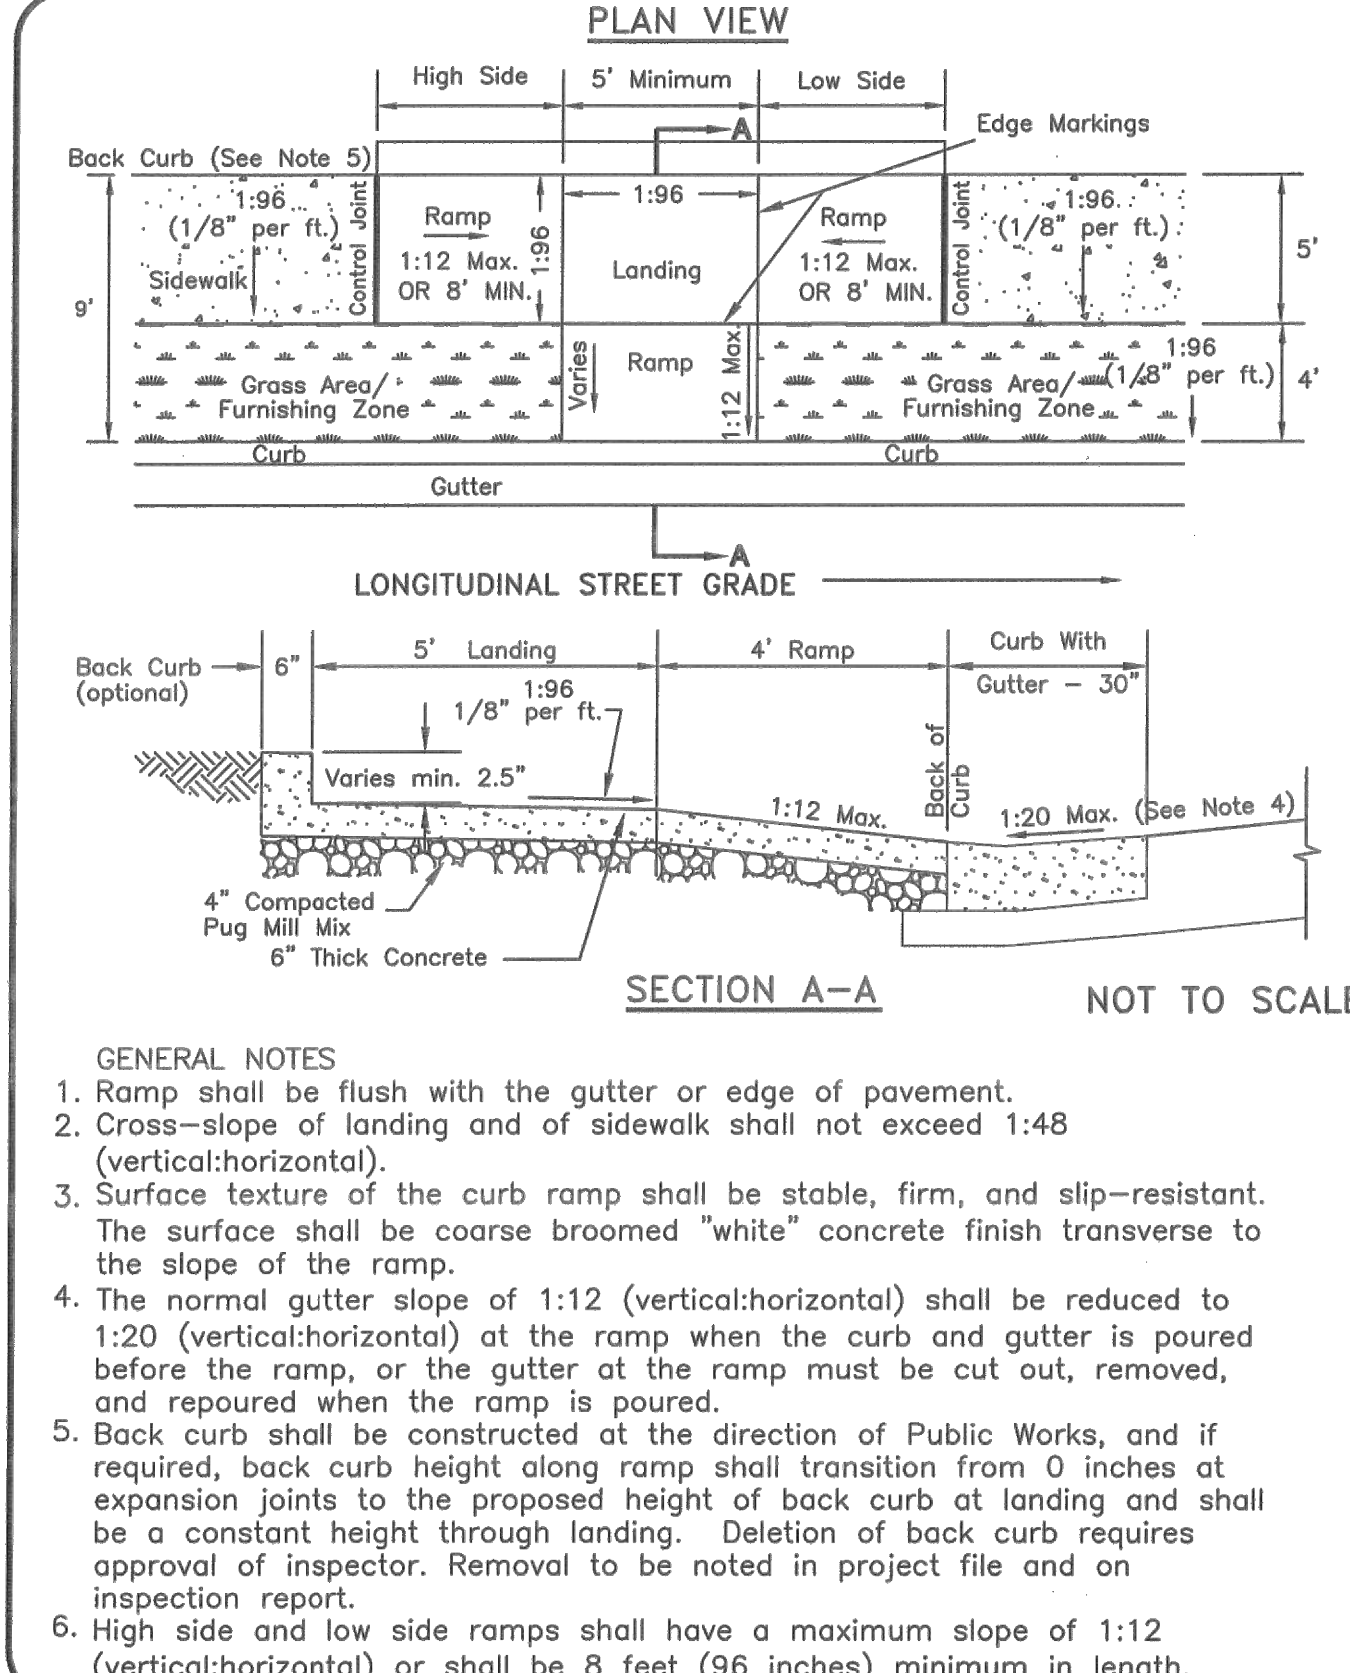 PLAN VIEW
High Side
5' Minimum
Low Side
A
Edge Markings
Back Curb (See Note 5)
1:96
(1/8" per ft.)
Sidewalk
Control Joint
Ramp
1:12 Max.
OR 8' MIN.
1:96
1:96
Landing
Ramp
1:12 Max.
OR 8' MIN.
Control Joint
1:96
(1/8" per ft.)
5'
9'
Grass Area/
Furnishing Zone
Varies
Ramp
1:12 Max.
Grass Area/
Furnishing Zone
1:96
(1/8" per ft.)
4'
Curb
Curb
Gutter
A
LONGITUDINAL STREET GRADE
Back Curb
(optional)
6"
5' Landing
4' Ramp
Curb With
Gutter - 30"
1:96
1/8" per ft.
Varies min. 2.5"
1:12 Max.
Back of
Curb
1:20 Max. (See Note 4)
4" Compacted
Pug Mill Mix
6" Thick Concrete
SECTION A-A
NOT TO SCALE
GENERAL NOTES
1. Ramp shall be flush with the gutter or edge of pavement.
2. Cross-slope of landing and of sidewalk shall not exceed 1:48
(vertical:horizontal).
3. Surface texture of the curb ramp shall be stable, firm, and slip-resistant.
The surface shall be coarse broomed "white" concrete finish transverse to
the slope of the ramp.
4. The normal gutter slope of 1:12 (vertical:horizontal) shall be reduced to
1:20 (vertical:horizontal) at the ramp when the curb and gutter is poured
before the ramp, or the gutter at the ramp must be cut out, removed,
and repoured when the ramp is poured.
5. Back curb shall be constructed at the direction of Public Works, and if
required, back curb height along ramp shall transition from 0 inches at
expansion joints to the proposed height of back curb at landing and shall
be a constant height through landing. Deletion of back curb requires
approval of inspector. Removal to be noted in project file and on
inspection report.
6. High side and low side ramps shall have a maximum slope of 1:12
(vertical:horizontal) or shall be 8 feet (96 inches) minimum in length.